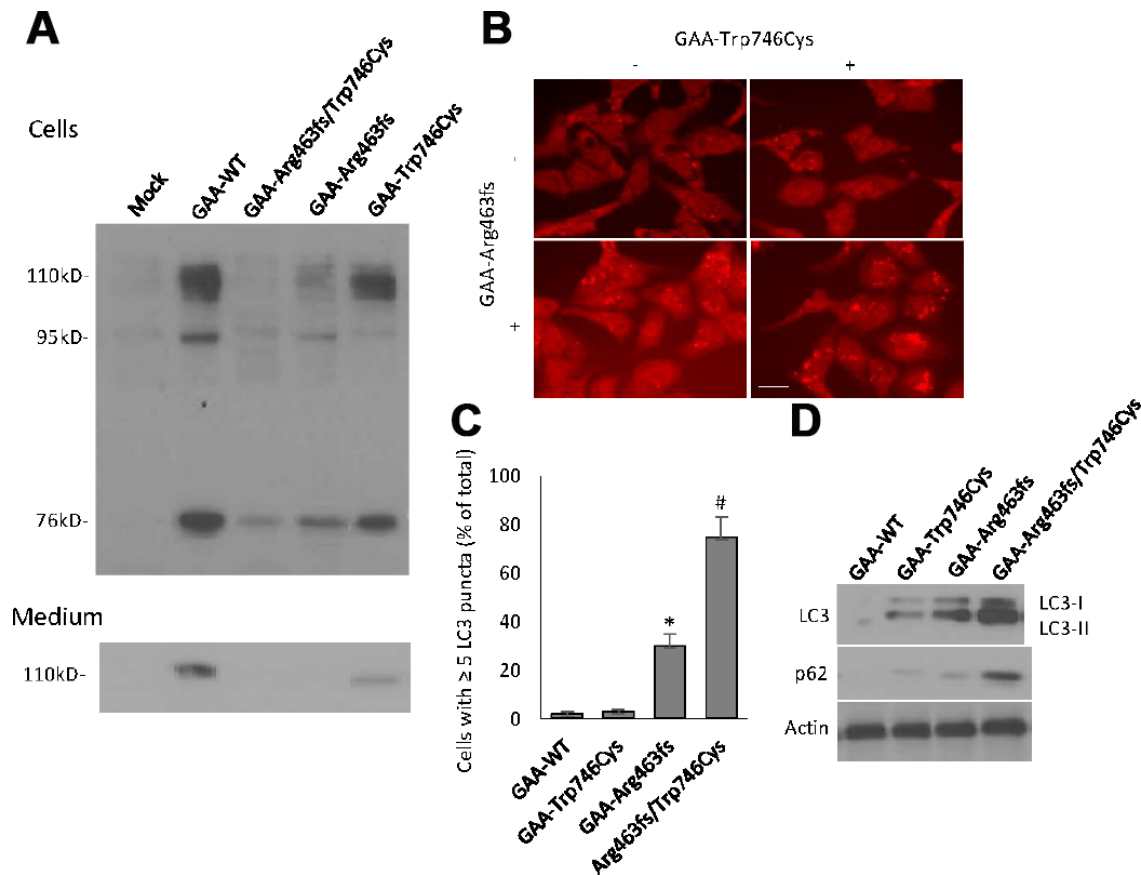 A
Cells
Mock
GAA-WT
GAA-Arg463fs/Trp746Cys
GAA-Arg463fs
GAA-Trp746Cys
110kD-
95kD-
76kD-
Medium
110kD-
B
GAA-Trp746Cys
- +
GAA-Arg463fs
-
+
C
Cells with ≥ 5 LC3 puncta (% of total)
100
80
60
40
20
0
*
#
GAA-WT
GAA-Trp746Cys
GAA-Arg463fs
Arg463fs/Trp746Cys
D
GAA-WT
GAA-Trp746Cys
GAA-Arg463fs
GAA-Arg463fs/Trp746Cys
LC3
LC3-I
LC3-II
p62
Actin